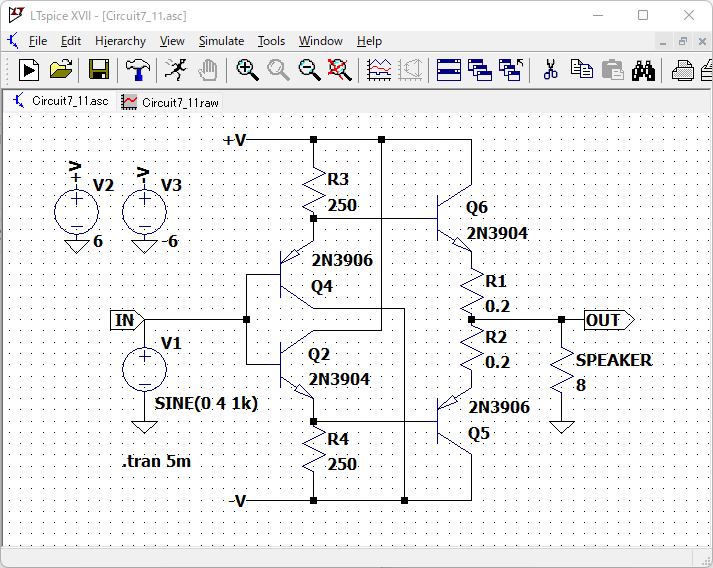 LTspice XVII - [Circuit7_11.asc]
File Edit Hierarchy View Simulate Tools Window Help
Circuit7_11.asc Circuit7_11.raw
+V
+V
V2
6
-V
V3
-6
R3
250
Q6
2N3904
2N3906
Q4
R1
0.2
IN
OUT
V1
SINE(0 4 1k)
Q2
2N3904
R2
0.2
SPEAKER
8
2N3906
Q5
R4
250
.tran 5m
-V